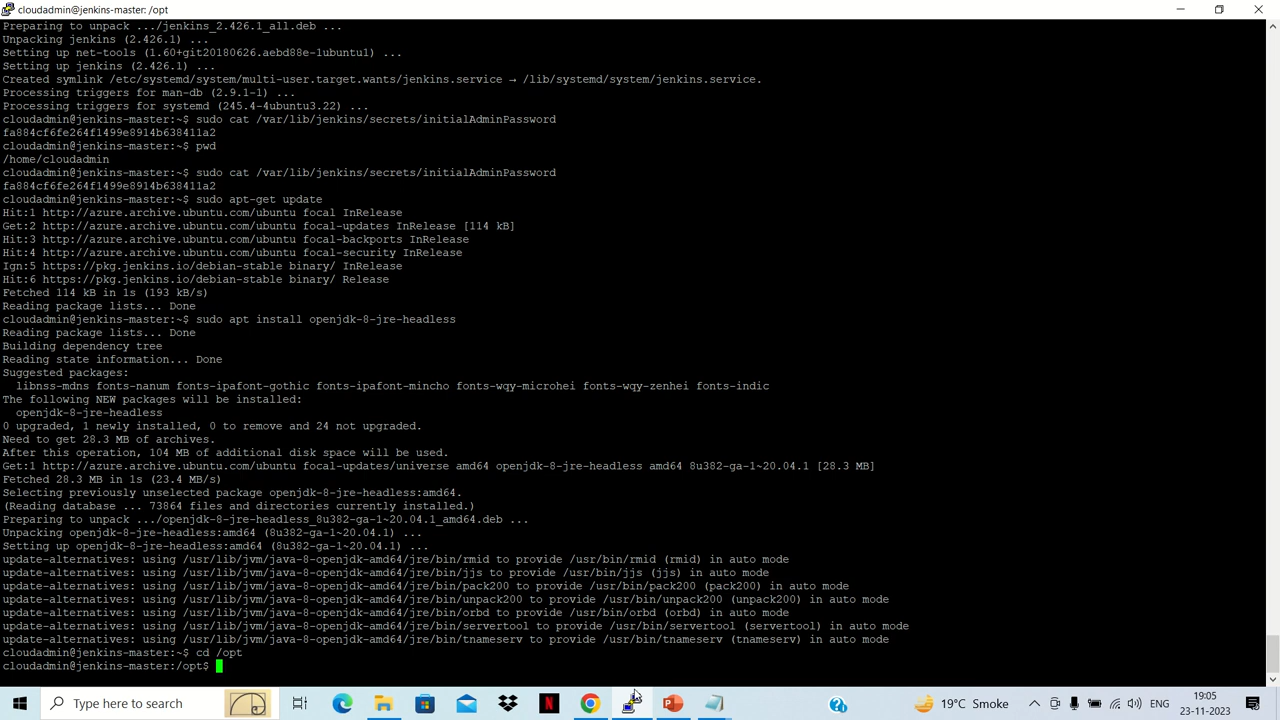 cloudadmin@jenkins-master: /opt
Preparing to unpack .../jenkins_2.426.1_all.deb ...
Unpacking jenkins (2.426.1) ...
Setting up net-tools (1.60+git20180626.aebd88e-1ubuntu1) ...
Setting up jenkins (2.426.1) ...
Created symlink /etc/systemd/system/multi-user.target.wants/jenkins.service → /lib/systemd/system/jenkins.service.
Processing triggers for man-db (2.9.1-1) ...
Processing triggers for systemd (245.4-4ubuntu3.22) ...
cloudadmin@jenkins-master:~$ sudo cat /var/lib/jenkins/secrets/initialAdminPassword
fa884cf6fe264f1499e8914b638411a2
cloudadmin@jenkins-master:~$ pwd
/home/cloudadmin
cloudadmin@jenkins-master:~$ sudo cat /var/lib/jenkins/secrets/initialAdminPassword
fa884cf6fe264f1499e8914b638411a2
cloudadmin@jenkins-master:~$ sudo apt-get update
Hit:1 http://azure.archive.ubuntu.com/ubuntu focal InRelease
Get:2 http://azure.archive.ubuntu.com/ubuntu focal-updates InRelease [114 kB]
Hit:3 http://azure.archive.ubuntu.com/ubuntu focal-backports InRelease
Hit:4 http://azure.archive.ubuntu.com/ubuntu focal-security InRelease
Ign:5 https://pkg.jenkins.io/debian-stable binary/ InRelease
Hit:6 https://pkg.jenkins.io/debian-stable binary/ Release
Fetched 114 kB in 1s (193 kB/s)
Reading package lists... Done
cloudadmin@jenkins-master:~$ sudo apt install openjdk-8-jre-headless
Reading package lists... Done
Building dependency tree
Reading state information... Done
Suggested packages:
  libnss-mdns fonts-nanum fonts-ipafont-gothic fonts-ipafont-mincho fonts-wqy-microhei fonts-wqy-zenhei fonts-indic
The following NEW packages will be installed:
  openjdk-8-jre-headless
0 upgraded, 1 newly installed, 0 to remove and 24 not upgraded.
Need to get 28.3 MB of archives.
After this operation, 104 MB of additional disk space will be used.
Get:1 http://azure.archive.ubuntu.com/ubuntu focal-updates/universe amd64 openjdk-8-jre-headless amd64 8u382-ga-1~20.04.1 [28.3 MB]
Fetched 28.3 MB in 1s (23.4 MB/s)
Selecting previously unselected package openjdk-8-jre-headless:amd64.
(Reading database ... 73864 files and directories currently installed.)
Preparing to unpack .../openjdk-8-jre-headless_8u382-ga-1~20.04.1_amd64.deb ...
Unpacking openjdk-8-jre-headless:amd64 (8u382-ga-1~20.04.1) ...
Setting up openjdk-8-jre-headless:amd64 (8u382-ga-1~20.04.1) ...
update-alternatives: using /usr/lib/jvm/java-8-openjdk-amd64/jre/bin/rmid to provide /usr/bin/rmid (rmid) in auto mode
update-alternatives: using /usr/lib/jvm/java-8-openjdk-amd64/jre/bin/jjs to provide /usr/bin/jjs (jjs) in auto mode
update-alternatives: using /usr/lib/jvm/java-8-openjdk-amd64/jre/bin/pack200 to provide /usr/bin/pack200 (pack200) in auto mode
update-alternatives: using /usr/lib/jvm/java-8-openjdk-amd64/jre/bin/unpack200 to provide /usr/bin/unpack200 (unpack200) in auto mode
update-alternatives: using /usr/lib/jvm/java-8-openjdk-amd64/jre/bin/orbd to provide /usr/bin/orbd (orbd) in auto mode
update-alternatives: using /usr/lib/jvm/java-8-openjdk-amd64/jre/bin/servertool to provide /usr/bin/servertool (servertool) in auto mode
update-alternatives: using /usr/lib/jvm/java-8-openjdk-amd64/jre/bin/tnameserv to provide /usr/bin/tnameserv (tnameserv) in auto mode
cloudadmin@jenkins-master:~$ cd /opt
cloudadmin@jenkins-master:/opt$
Type here to search
19°C Smoke
ENG
19:05
23-11-2023